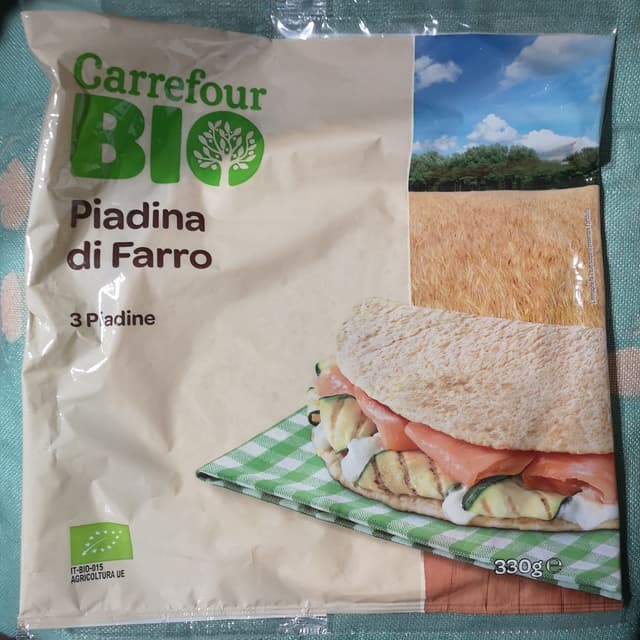 Carrefour
BIO
Piadina
di Farro
3 Piadine
IT-BIO-015
AGRICOLTURA UE
330g e